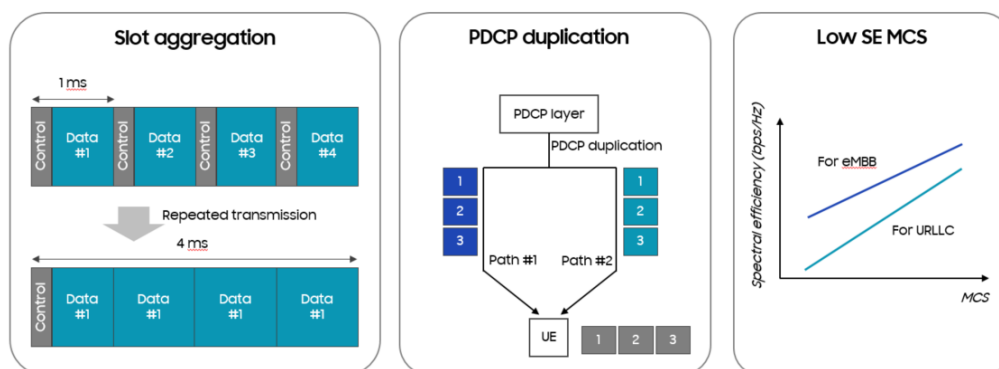 Slot aggregation
1 ms
Control
Data
#1
Control
Data
#2
Control
Data
#3
Control
Data
#4
Repeated transmission
4 ms
Control
Data
#1
Data
#1
Data
#1
Data
#1
PDCP duplication
PDCP layer
PDCP duplication
1
2
3
1
2
3
Path #1
Path #2
UE
1 2 3
Low SE MCS
Spectral efficiency (bps/Hz)
For eMBB
For URLLC
MCS